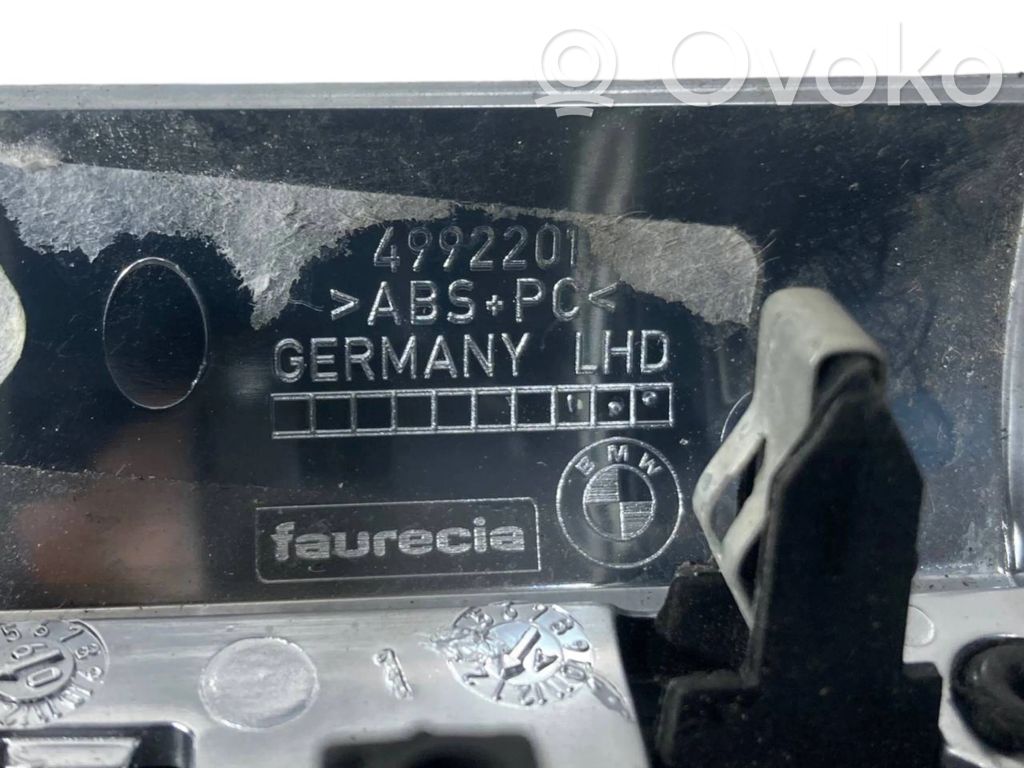 Ovoko
4992201
>ABS+PC<
GERMANY LHD
BMW
faurecia